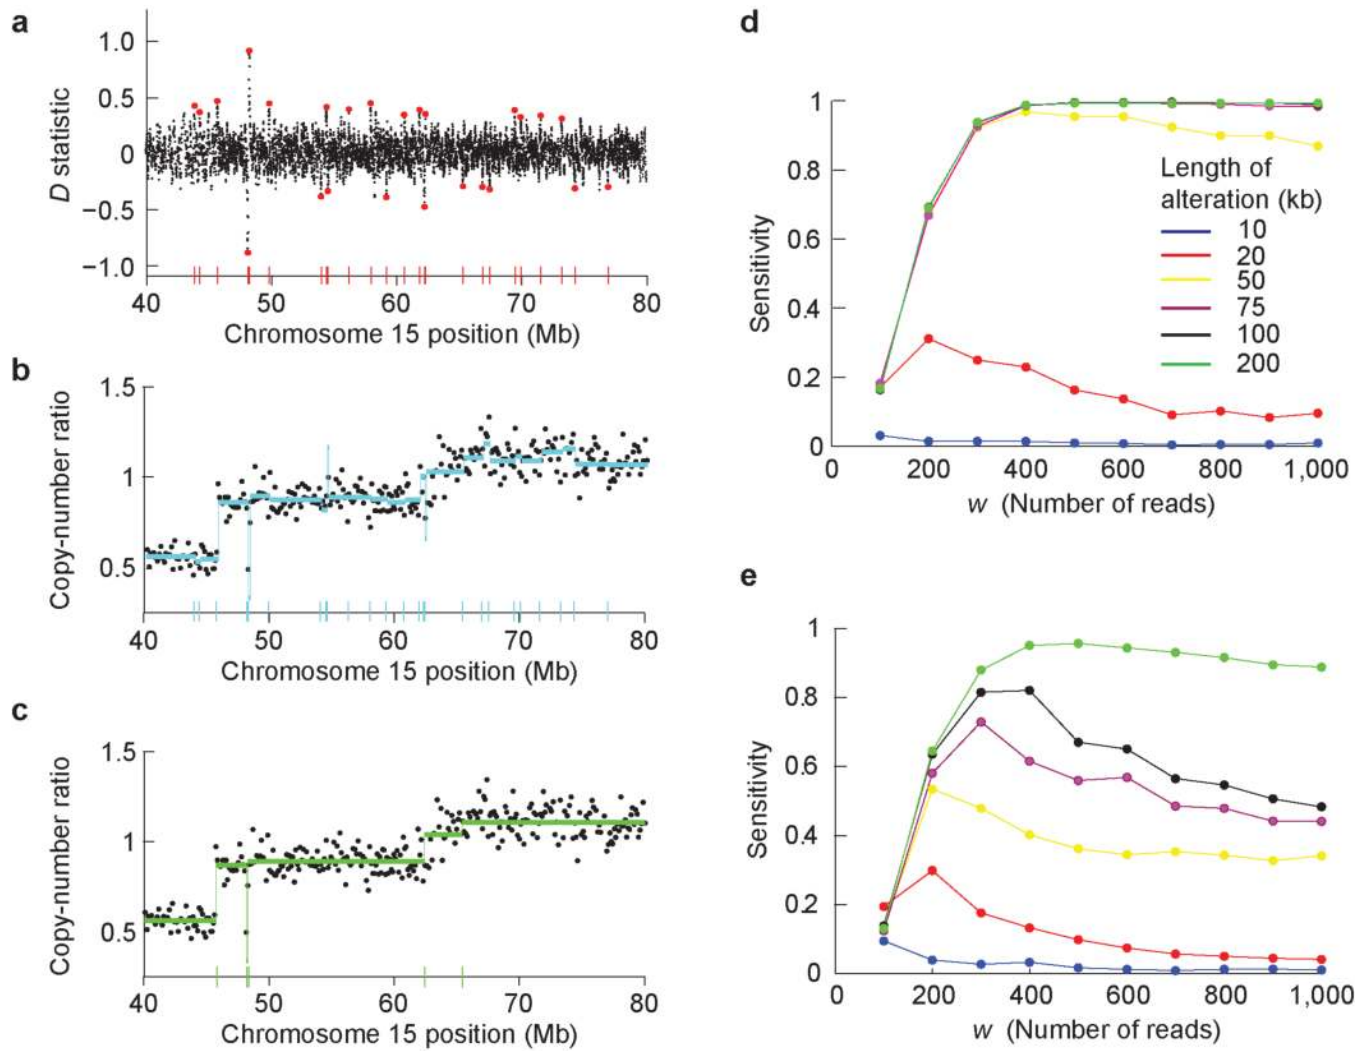 a
1.0
0.5
0
−0.5
−1.0
D statistic
40 50 60 70 80
Chromosome 15 position (Mb)
b
1.5
1
0.5
Copy-number ratio
40 50 60 70 80
Chromosome 15 position (Mb)
c
1.5
1
0.5
Copy-number ratio
40 50 60 70 80
Chromosome 15 position (Mb)
d
1
0.8
0.6
0.4
0.2
0
Sensitivity
Length of
alteration (kb)
10
20
50
75
100
200
0 200 400 600 800 1,000
w (Number of reads)
e
1
0.8
0.6
0.4
0.2
0
Sensitivity
0 200 400 600 800 1,000
w (Number of reads)